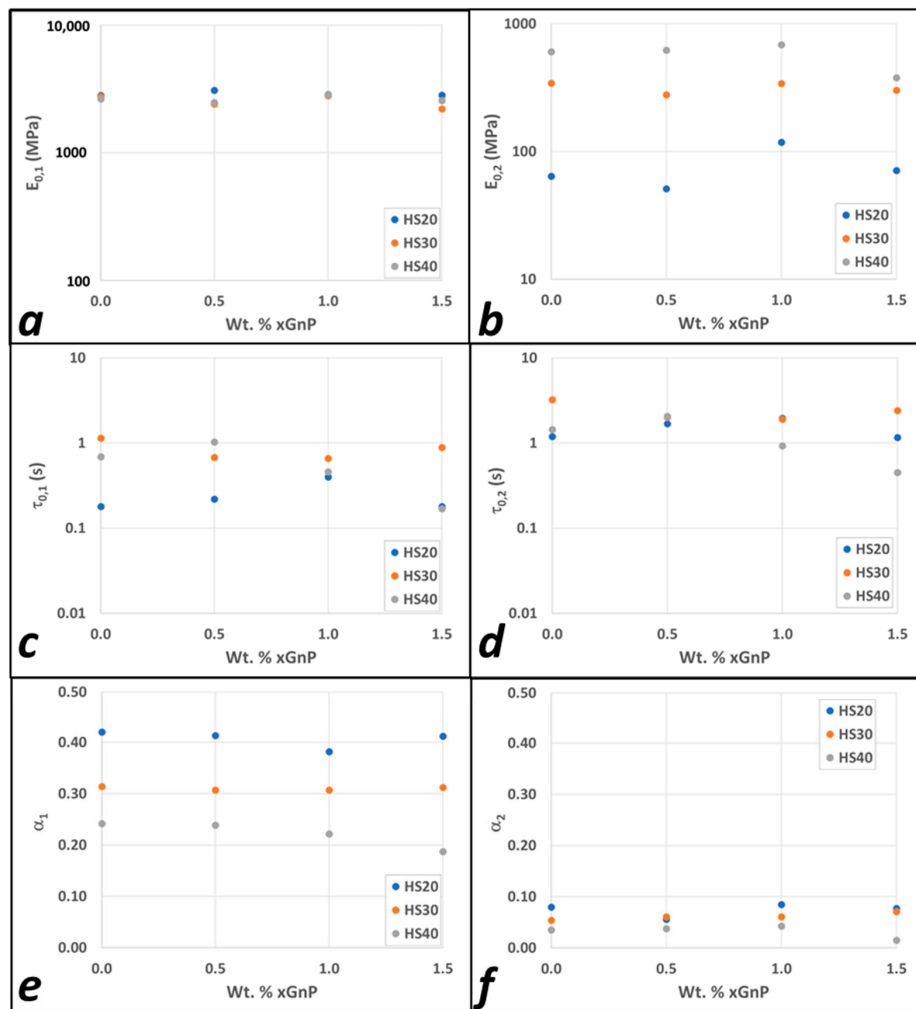 10,000
1000
100
E0,1 (MPa)
0.0 0.5 1.0 1.5
Wt. % xGnP
HS20
HS30
HS40
a
1000
100
10
E0,2 (MPa)
0.0 0.5 1.0 1.5
Wt. % xGnP
HS20
HS30
HS40
b
10
1
0.1
0.01
τ0,1 (s)
0.0 0.5 1.0 1.5
Wt. % xGnP
HS20
HS30
HS40
c
10
1
0.1
0.01
τ0,2 (s)
0.0 0.5 1.0 1.5
Wt. % xGnP
HS20
HS30
HS40
d
0.50
0.40
0.30
0.20
0.10
0.00
α1
0.0 0.5 1.0 1.5
Wt. % xGnP
HS20
HS30
HS40
e
0.50
0.40
0.30
0.20
0.10
0.00
α2
0.0 0.5 1.0 1.5
Wt. % xGnP
HS20
HS30
HS40
f